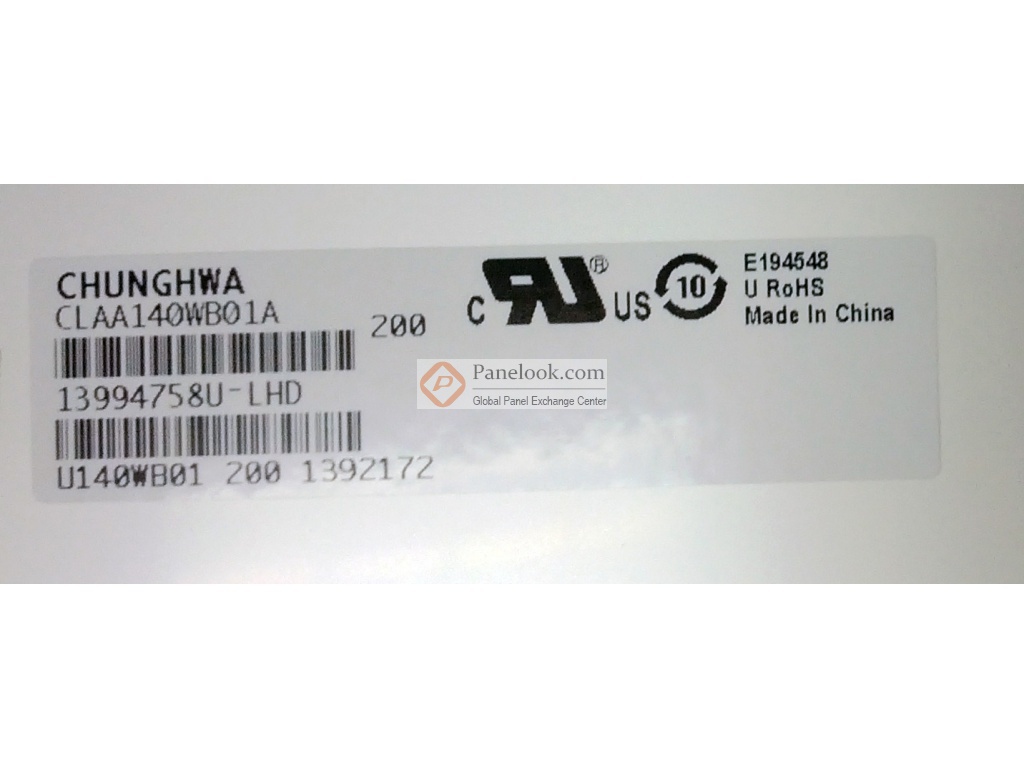 CHUNGHWA
CLAA140WB01A
200
13994758U-LHD
U140WB01 200 1392172
C RU® US
10
E194548
U RoHS
Made In China
Panelook.com
Global Panel Exchange Center